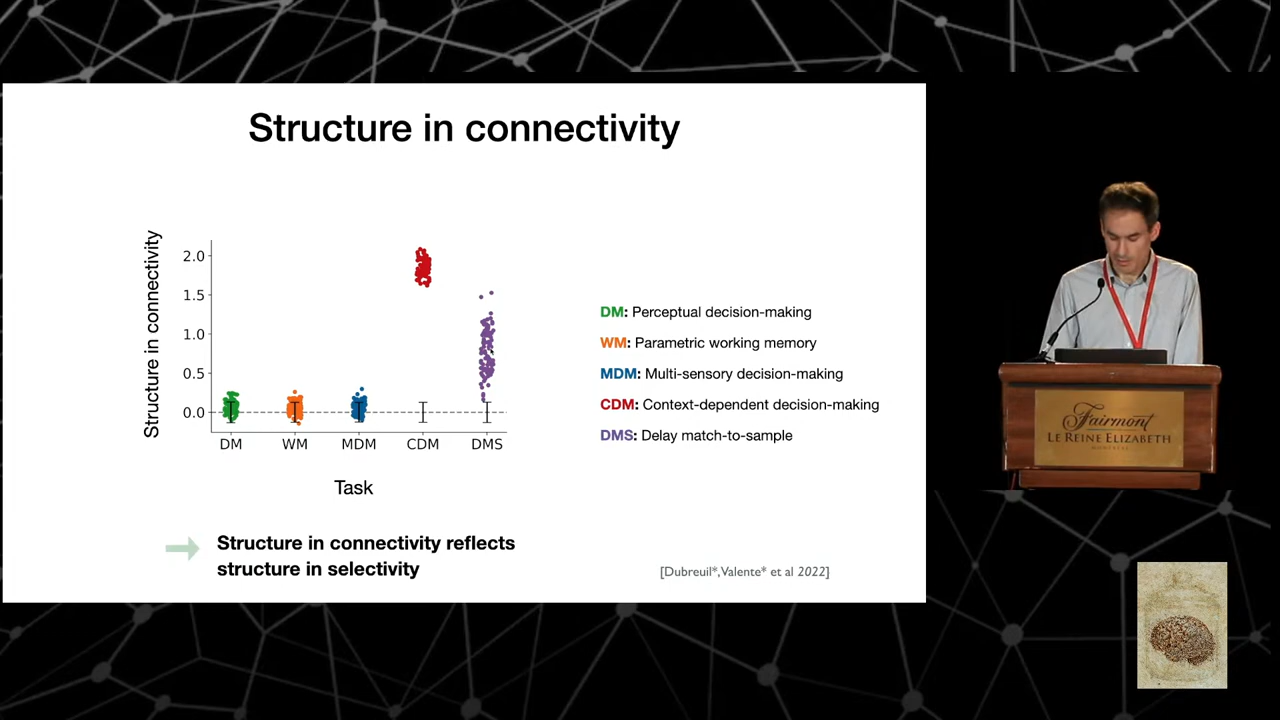 Structure in connectivity
Structure in connectivity
2.0
1.5
1.0
0.5
0.0
DM WM MDM CDM DMS
Task
DM: Perceptual decision-making
WM: Parametric working memory
MDM: Multi-sensory decision-making
CDM: Context-dependent decision-making
DMS: Delay match-to-sample
Structure in connectivity reflects
structure in selectivity
[Dubreuil*,Valente* et al 2022]
Fairmont
LE REINE ELIZABETH